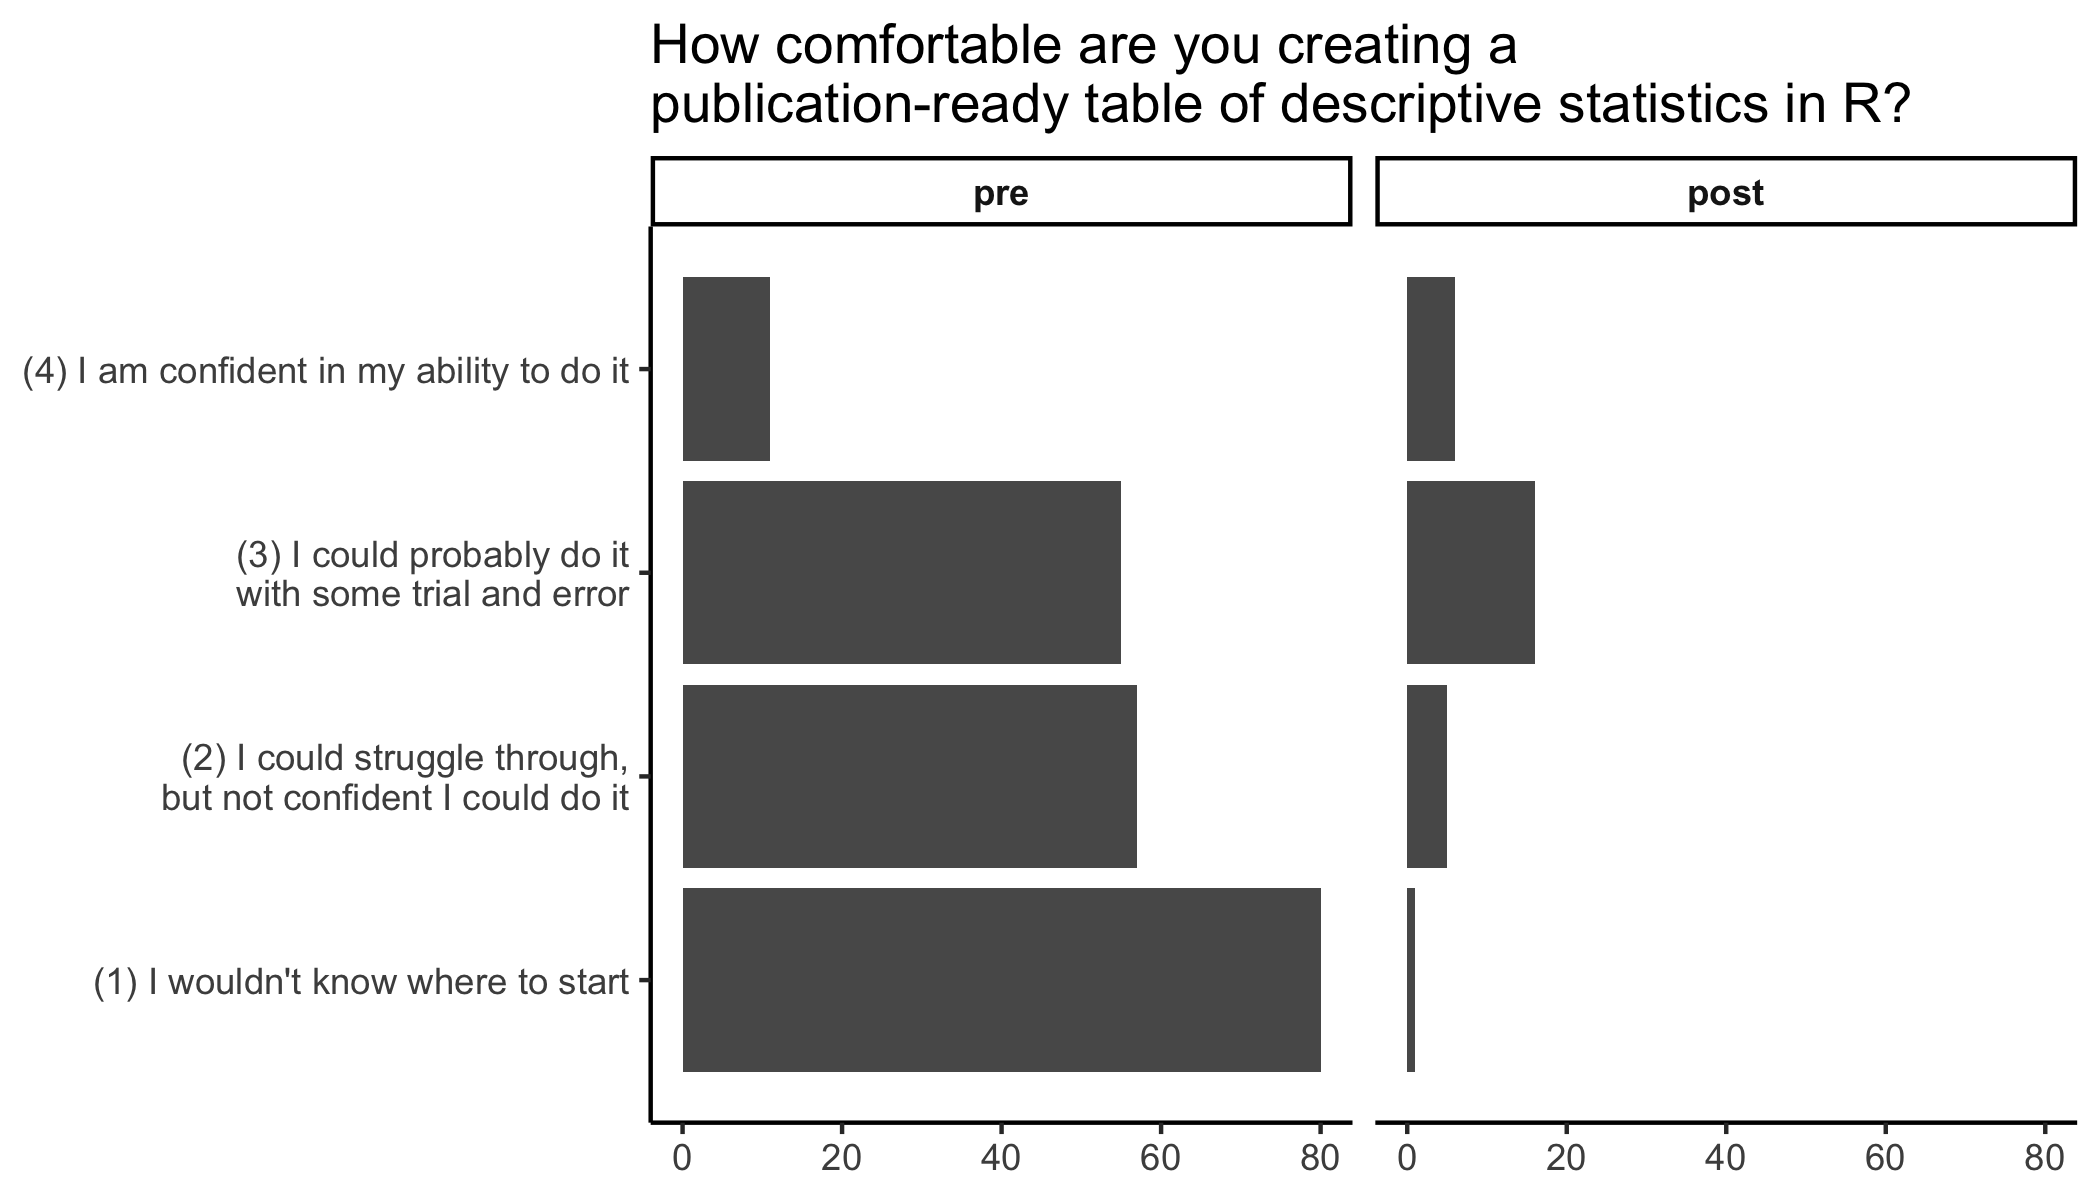 How comfortable are you creating a
publication-ready table of descriptive statistics in R?
pre
post
(4) I am confident in my ability to do it
(3) I could probably do it
with some trial and error
(2) I could struggle through,
but not confident I could do it
(1) I wouldn't know where to start
0 20 40 60 80
0 20 40 60 80